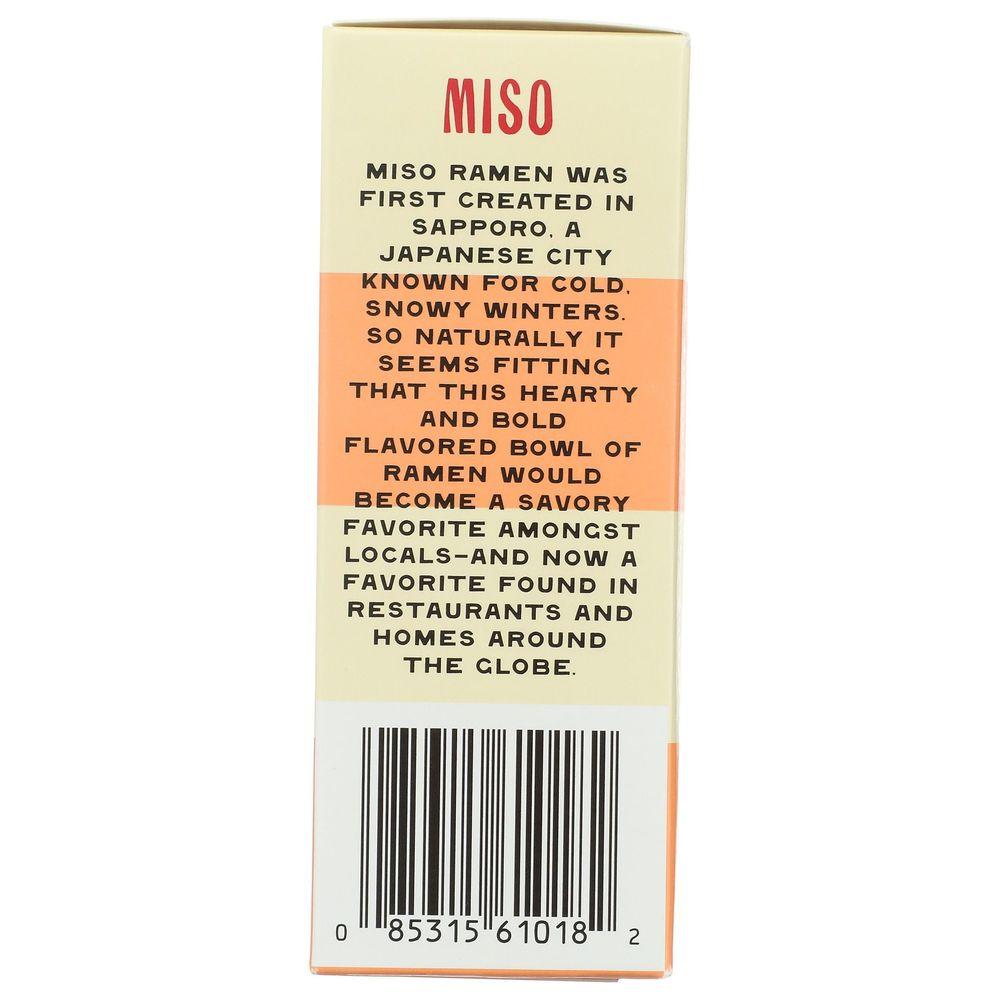 MISO
MISO RAMEN WAS
FIRST CREATED IN
SAPPORO, A
JAPANESE CITY
KNOWN FOR COLD,
SNOWY WINTERS.
SO NATURALLY IT
SEEMS FITTING
THAT THIS HEARTY
AND BOLD
FLAVORED BOWL OF
RAMEN WOULD
BECOME A SAVORY
FAVORITE AMONGST
LOCALS–AND NOW A
FAVORITE FOUND IN
RESTAURANTS AND
HOMES AROUND
THE GLOBE.
0 85315 61018 2